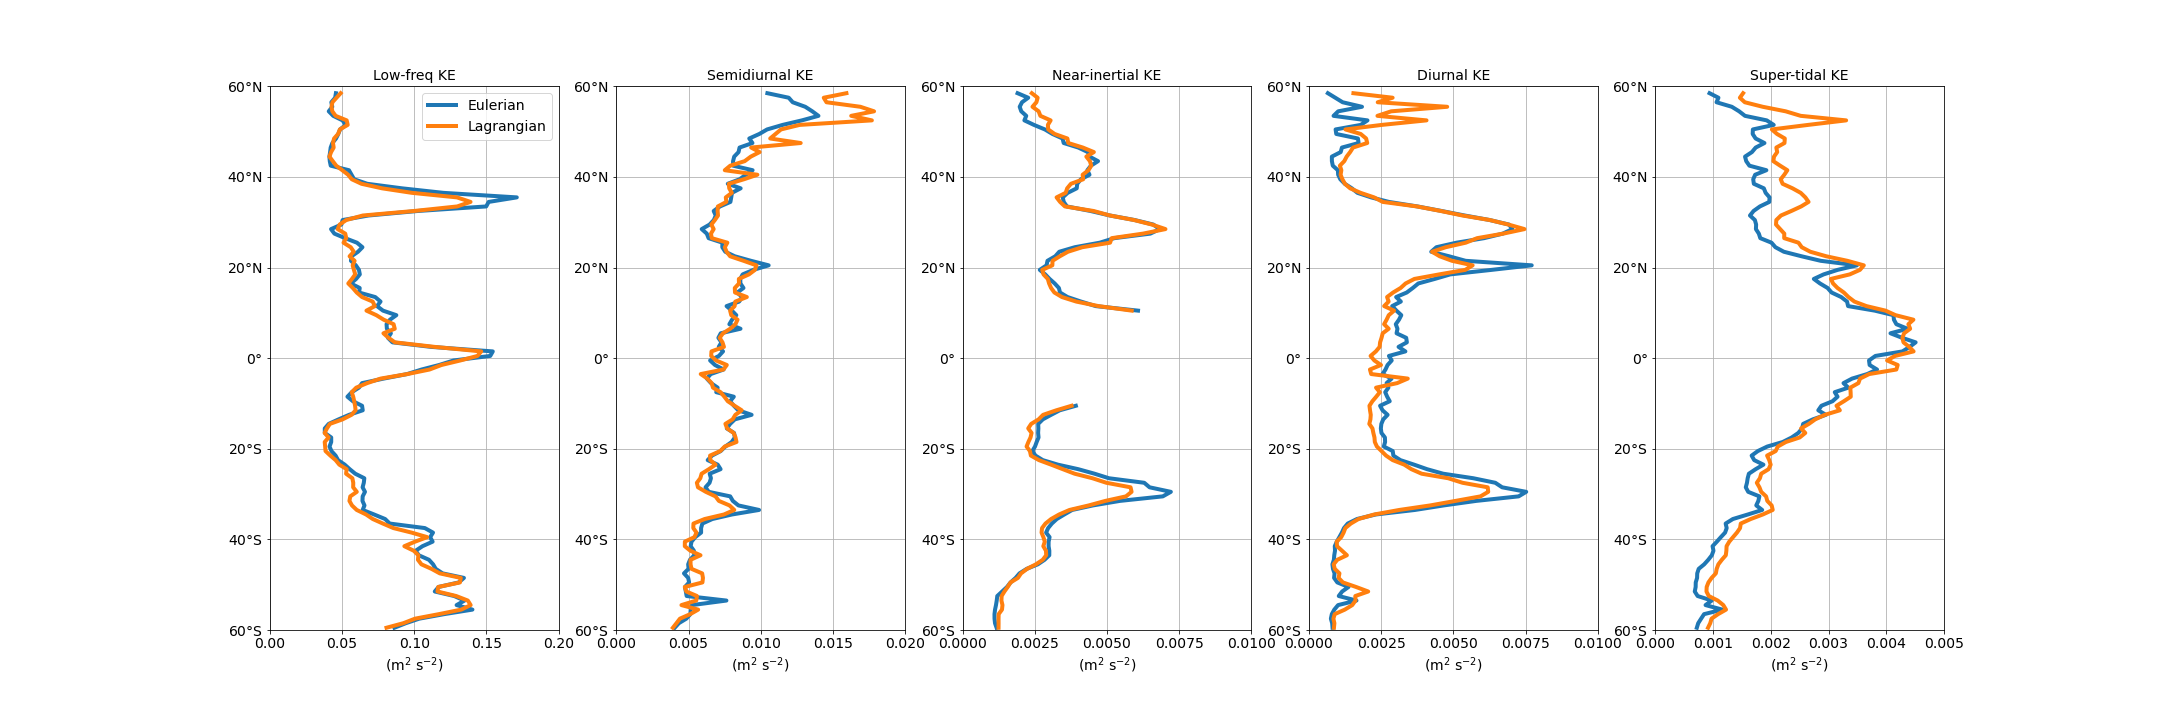 Low-freq KE
60°N
40°N
20°N
0°
20°S
40°S
60°S
0.00 0.05 0.10 0.15 0.20
(m² s⁻²)
Eulerian
Lagrangian
Semidiurnal KE
60°N
40°N
20°N
0°
20°S
40°S
60°S
0.000 0.005 0.010 0.015 0.020
(m² s⁻²)
Near-inertial KE
60°N
40°N
20°N
0°
20°S
40°S
60°S
0.0000 0.0025 0.0050 0.0075 0.0100
(m² s⁻²)
Diurnal KE
60°N
40°N
20°N
0°
20°S
40°S
60°S
0.0000 0.0025 0.0050 0.0075 0.0100
(m² s⁻²)
Super-tidal KE
60°N
40°N
20°N
0°
20°S
40°S
60°S
0.000 0.001 0.002 0.003 0.004 0.005
(m² s⁻²)